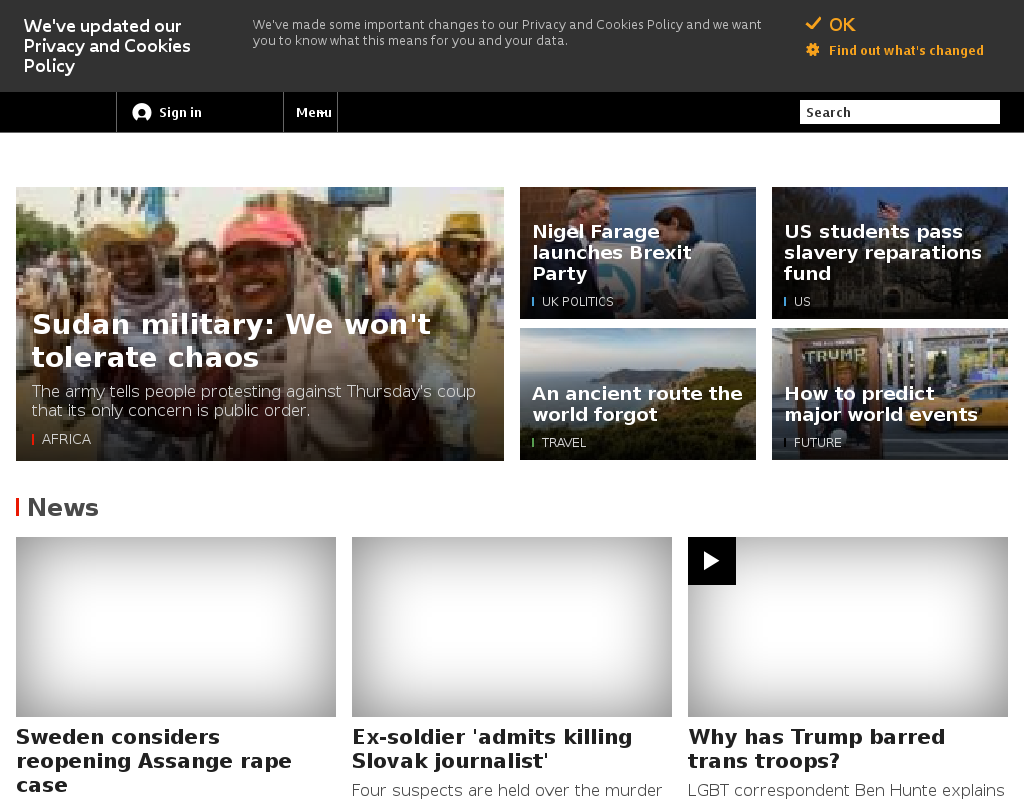 We've updated our
Privacy and Cookies
Policy
We've made some important changes to our Privacy and Cookies Policy and we want
you to know what this means for you and your data.
OK
Find out what's changed
Sign in
Menu
Search
Sudan military: We won't
tolerate chaos
The army tells people protesting against Thursday's coup
that its only concern is public order.
AFRICA
Nigel Farage
launches Brexit
Party
UK POLITICS
US students pass
slavery reparations
fund
US
An ancient route the
world forgot
TRAVEL
TRUMP
How to predict
major world events
FUTURE
News
Sweden considers
reopening Assange rape
case
Ex-soldier 'admits killing
Slovak journalist'
Four suspects are held over the murder
Why has Trump barred
trans troops?
LGBT correspondent Ben Hunte explains